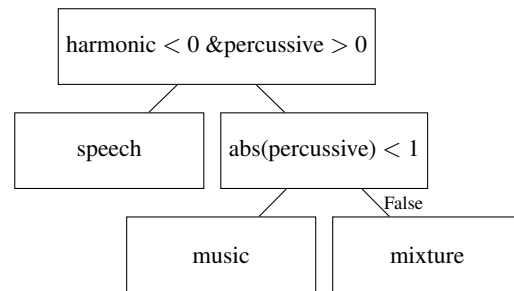 harmonic < 0 &percussive > 0
speech
abs(percussive) < 1
False
music
mixture